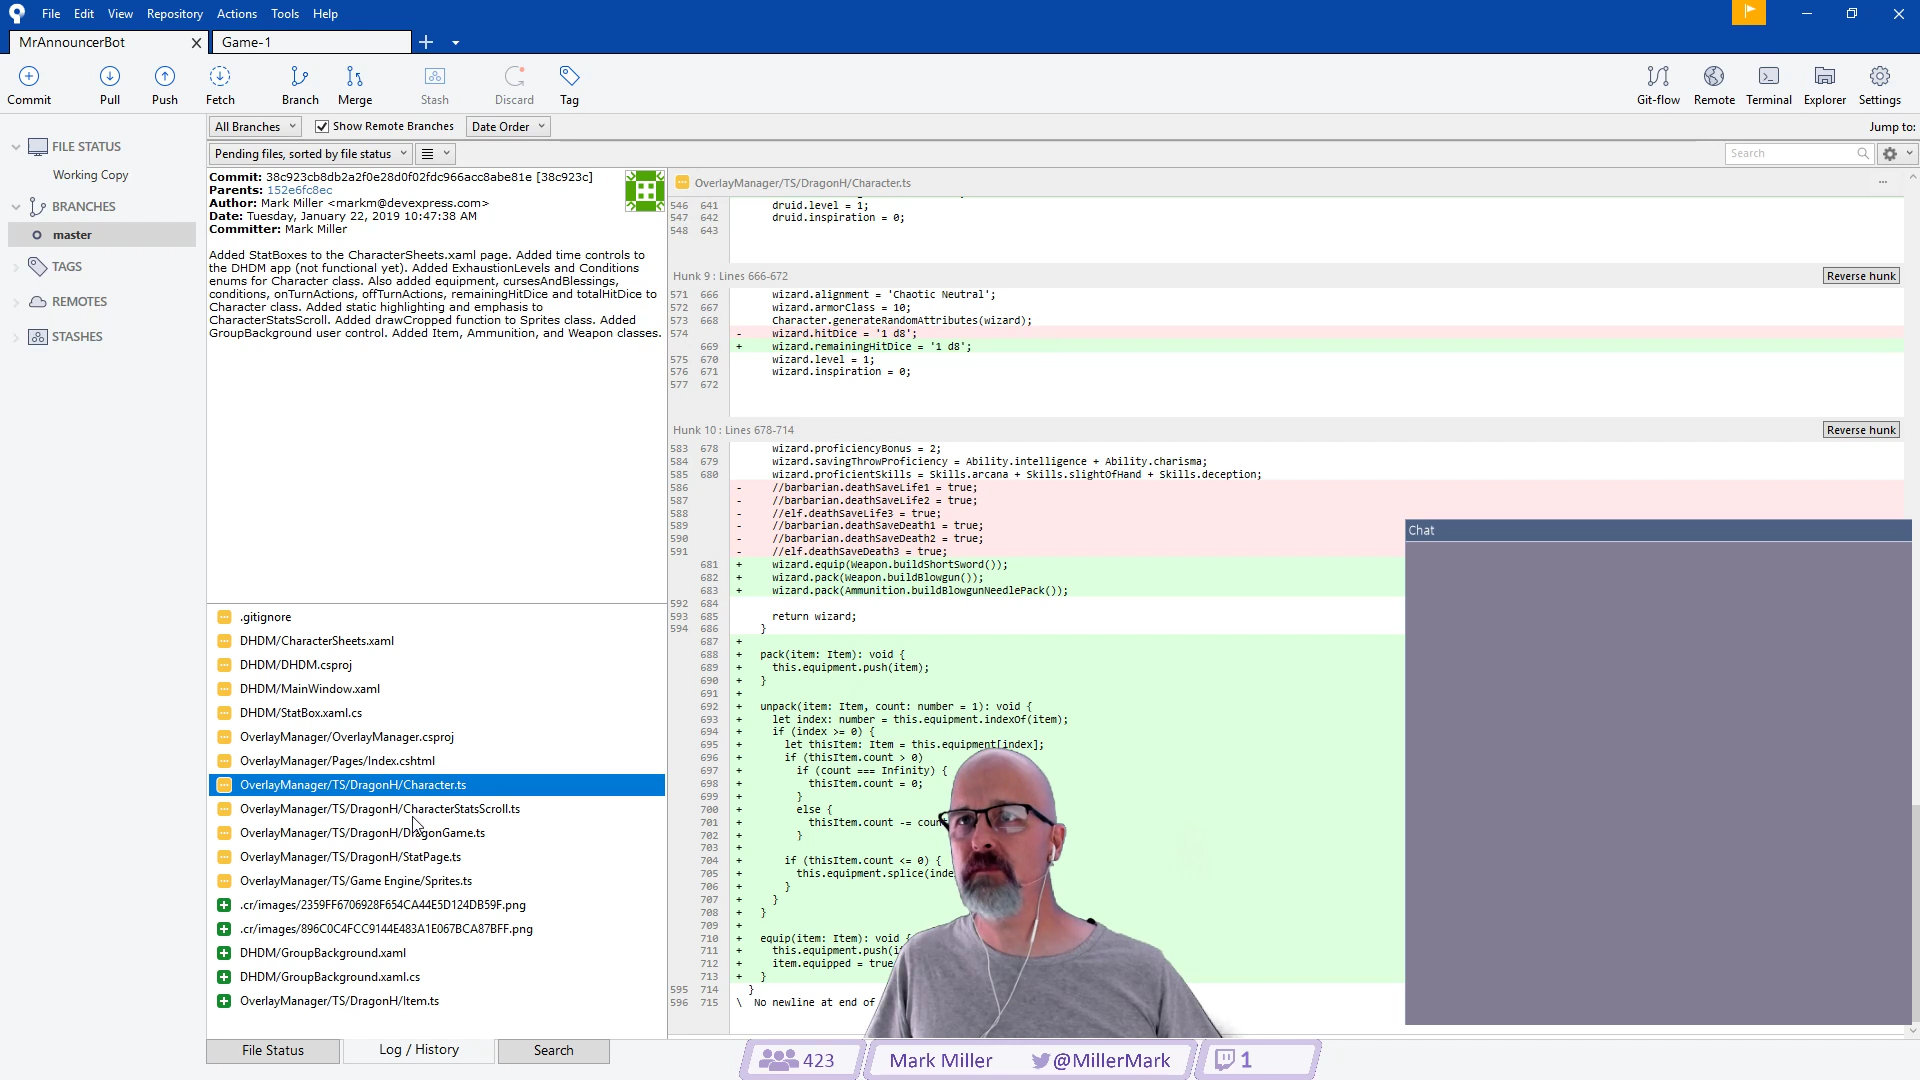 File Edit View Repository Actions Tools Help
MrAnnouncerBot
Game-1
Commit Pull Push Fetch Branch Merge Stash Discard Tag
Git-flow Remote Terminal Explorer Settings
All Branches Show Remote Branches Date Order
Jump to:
Pending files, sorted by file status
Search
FILE STATUS
Working Copy
BRANCHES
master
TAGS
REMOTES
STASHES
Commit: 38c923cb8db2a2f0e28d0f02fdc966acc8abe81e [38c923c]
Parents: 152e6fc8ec
Author: Mark Miller <markm@devexpress.com>
Date: Tuesday, January 22, 2019 10:47:38 AM
Committer: Mark Miller
Added StatBoxes to the CharacterSheets.xaml page. Added time controls to
the DHDM app (not functional yet). Added ExhaustionLevels and Conditions
enums for Character class. Also added equipment, cursesAndBlessings,
conditions, onTurnActions, offTurnActions, remainingHitDice and totalHitDice to
Character class. Added static highlighting and emphasis to
CharacterStatsScroll. Added drawCropped function to Sprites class. Added
GroupBackground user control. Added Item, Ammunition, and Weapon classes.
.gitignore
DHDM/CharacterSheets.xaml
DHDM/DHDM.csproj
DHDM/MainWindow.xaml
DHDM/StatBox.xaml.cs
OverlayManager/OverlayManager.csproj
OverlayManager/Pages/Index.cshtml
OverlayManager/TS/DragonH/Character.ts
OverlayManager/TS/DragonH/CharacterStatsScroll.ts
OverlayManager/TS/DragonH/DragonGame.ts
OverlayManager/TS/DragonH/StatPage.ts
OverlayManager/TS/Game Engine/Sprites.ts
.cr/images/2359FF6706928F654CA44E5D124DB59F.png
.cr/images/896C0C4FCC9144E483A1E067BCA87BFF.png
DHDM/GroupBackground.xaml
DHDM/GroupBackground.xaml.cs
OverlayManager/TS/DragonH/Item.ts
File Status Log / History Search
OverlayManager/TS/DragonH/Character.ts
546 641 druid.level = 1;
547 642 druid.inspiration = 0;
548 643
Hunk 9 : Lines 666-672 Reverse hunk
571 666 wizard.alignment = 'Chaotic Neutral';
572 667 wizard.armorClass = 10;
573 668 Character.generateRandomAttributes(wizard);
574 - wizard.hitDice = '1 d8';
669 + wizard.remainingHitDice = '1 d8';
575 670 wizard.level = 1;
576 671 wizard.inspiration = 0;
577 672
Hunk 10 : Lines 678-714 Reverse hunk
583 678 wizard.proficiencyBonus = 2;
584 679 wizard.savingThrowProficiency = Ability.intelligence + Ability.charisma;
585 680 wizard.proficientSkills = Skills.arcana + Skills.slightOfHand + Skills.deception;
586 - //barbarian.deathSaveLife1 = true;
587 - //barbarian.deathSaveLife2 = true;
588 - //elf.deathSaveLife3 = true;
589 - //barbarian.deathSaveDeath1 = true;
590 - //barbarian.deathSaveDeath2 = true;
591 - //elf.deathSaveDeath3 = true;
681 + wizard.equip(Weapon.buildShortSword());
682 + wizard.pack(Weapon.buildBlowgun());
683 + wizard.pack(Ammunition.buildBlowgunNeedlePack());
592 684
593 685 return wizard;
594 686 }
687 +
688 + pack(item: Item): void {
689 + this.equipment.push(item);
690 + }
691 +
692 + unpack(item: Item, count: number = 1): void {
693 + let index: number = this.equipment.indexOf(item);
694 + if (index >= 0) {
695 + let thisItem: Item = this.equipment[index];
696 + if (thisItem.count > 0)
697 + if (count === Infinity) {
698 + thisItem.count = 0;
699 + }
700 + else {
701 + thisItem.count -= coun
702 + }
703 +
704 + if (thisItem.count <= 0) {
705 + this.equipment.splice(inde
706 + }
707 + }
708 + }
709 +
710 + equip(item: Item): void {
711 + this.equipment.push(i
712 + item.equipped = true
713 + }
595 714 }
596 715 \ No newline at end of
Chat
423 Mark Miller @MillerMark 1